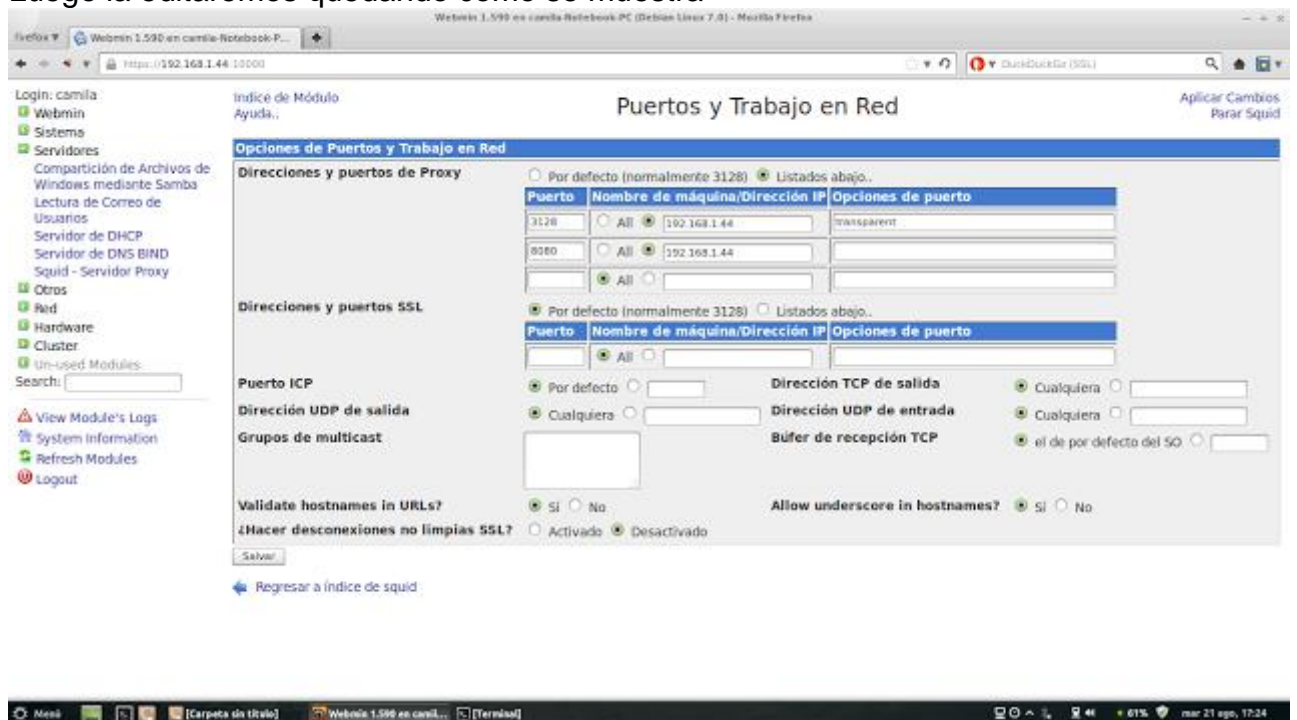 Webmin 1.590 en camila-Notebook-PC (Debian Linux 7.0) - Mozilla Firefox
firefox
Webmin 1.590 en camila-Notebook-P...
https://192.168.1.44:10000
DuckDuckGo (SSL)
Login: camila
Webmin
Sistema
Servidores
Compartición de Archivos de
Windows mediante Samba
Lectura de Correo de
Usuarios
Servidor de DHCP
Servidor de DNS BIND
Squid - Servidor Proxy
Otros
Red
Hardware
Cluster
Un-used Modules
Search:
View Module's Logs
System Information
Refresh Modules
Logout
Indice de Módulo
Ayuda..
Puertos y Trabajo en Red
Aplicar Cambios
Parar Squid
Opciones de Puertos y Trabajo en Red
Direcciones y puertos de Proxy
Por defecto (normalmente 3128) Listados abajo..
Puerto Nombre de máquina/Dirección IP Opciones de puerto
3128 All 192.168.1.44 transparent
8080 All 192.168.1.44
All
Direcciones y puertos SSL
Por defecto (normalmente 3128) Listados abajo..
Puerto Nombre de máquina/Dirección IP Opciones de puerto
All
Puerto ICP Por defecto Dirección TCP de salida Cualquiera
Dirección UDP de salida Cualquiera Dirección UDP de entrada Cualquiera
Grupos de multicast Búfer de recepción TCP el de por defecto del SO
Validate hostnames in URLs? Sí No Allow underscore in hostnames? Sí No
¿Hacer desconexiones no limpias SSL? Activado Desactivado
Salvar
Regresar a índice de squid
Menú [Carpeta sin título] Webmin 1.590 en camil... [Terminal] 61% mar 21 ago, 17:24